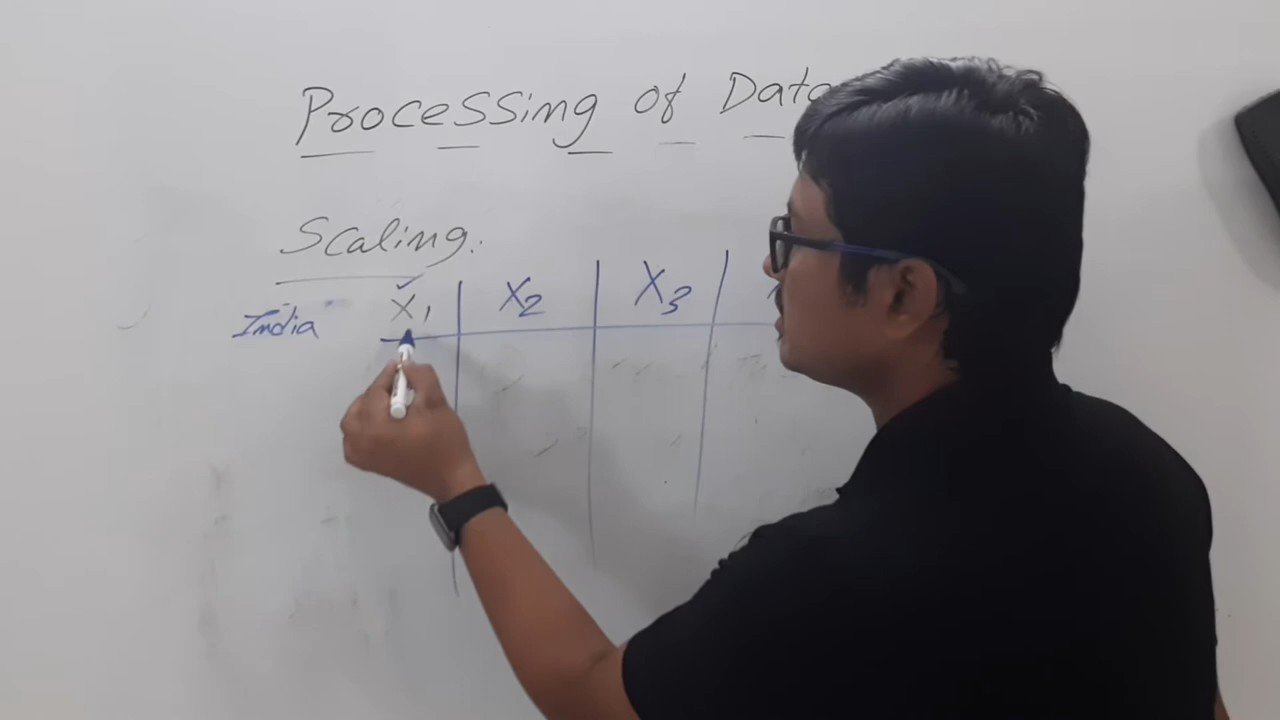 Processing of Data
Scaling:
India X1 X2 X3